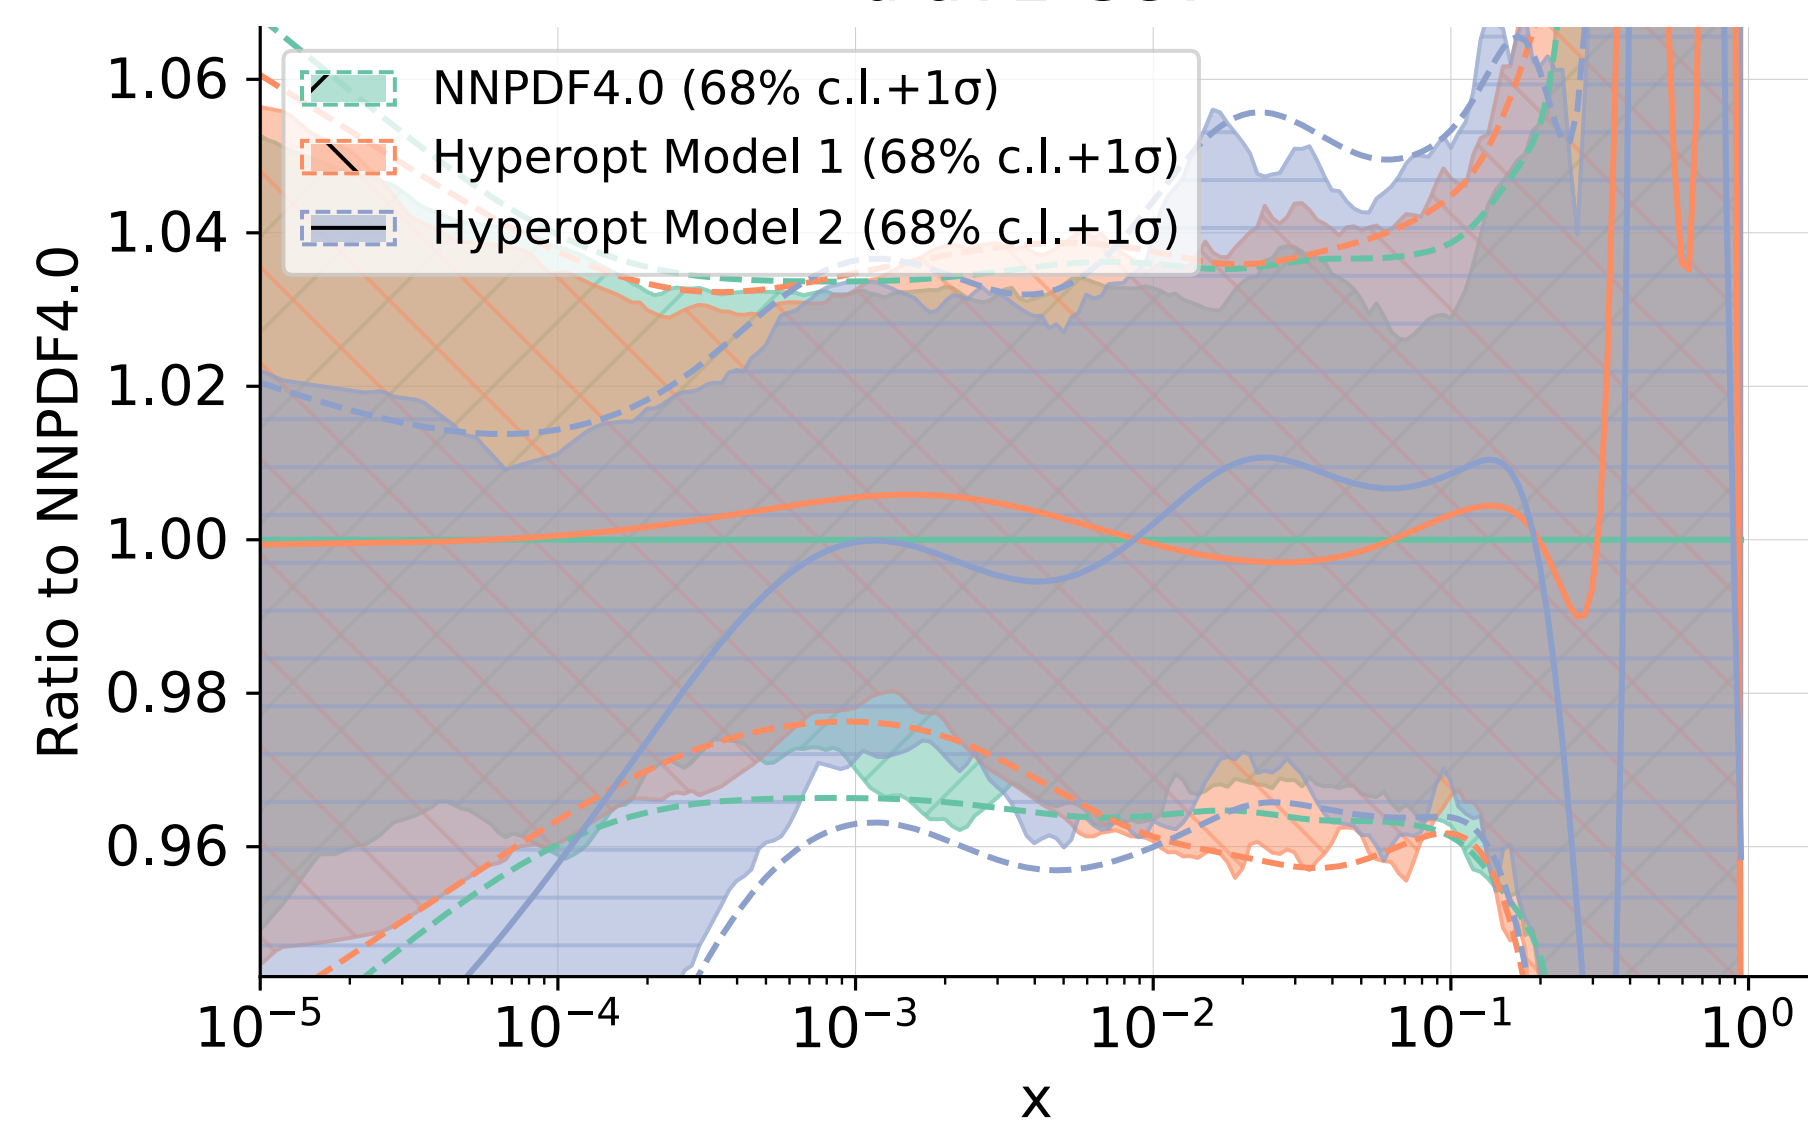 NNPDF4.0 (68% c.l.+1σ)
Hyperopt Model 1 (68% c.l.+1σ)
Hyperopt Model 2 (68% c.l.+1σ)
Ratio to NNPDF4.0
1.06
1.04
1.02
1.00
0.98
0.96
10⁻⁵ 10⁻⁴ 10⁻³ 10⁻² 10⁻¹ 10⁰
x